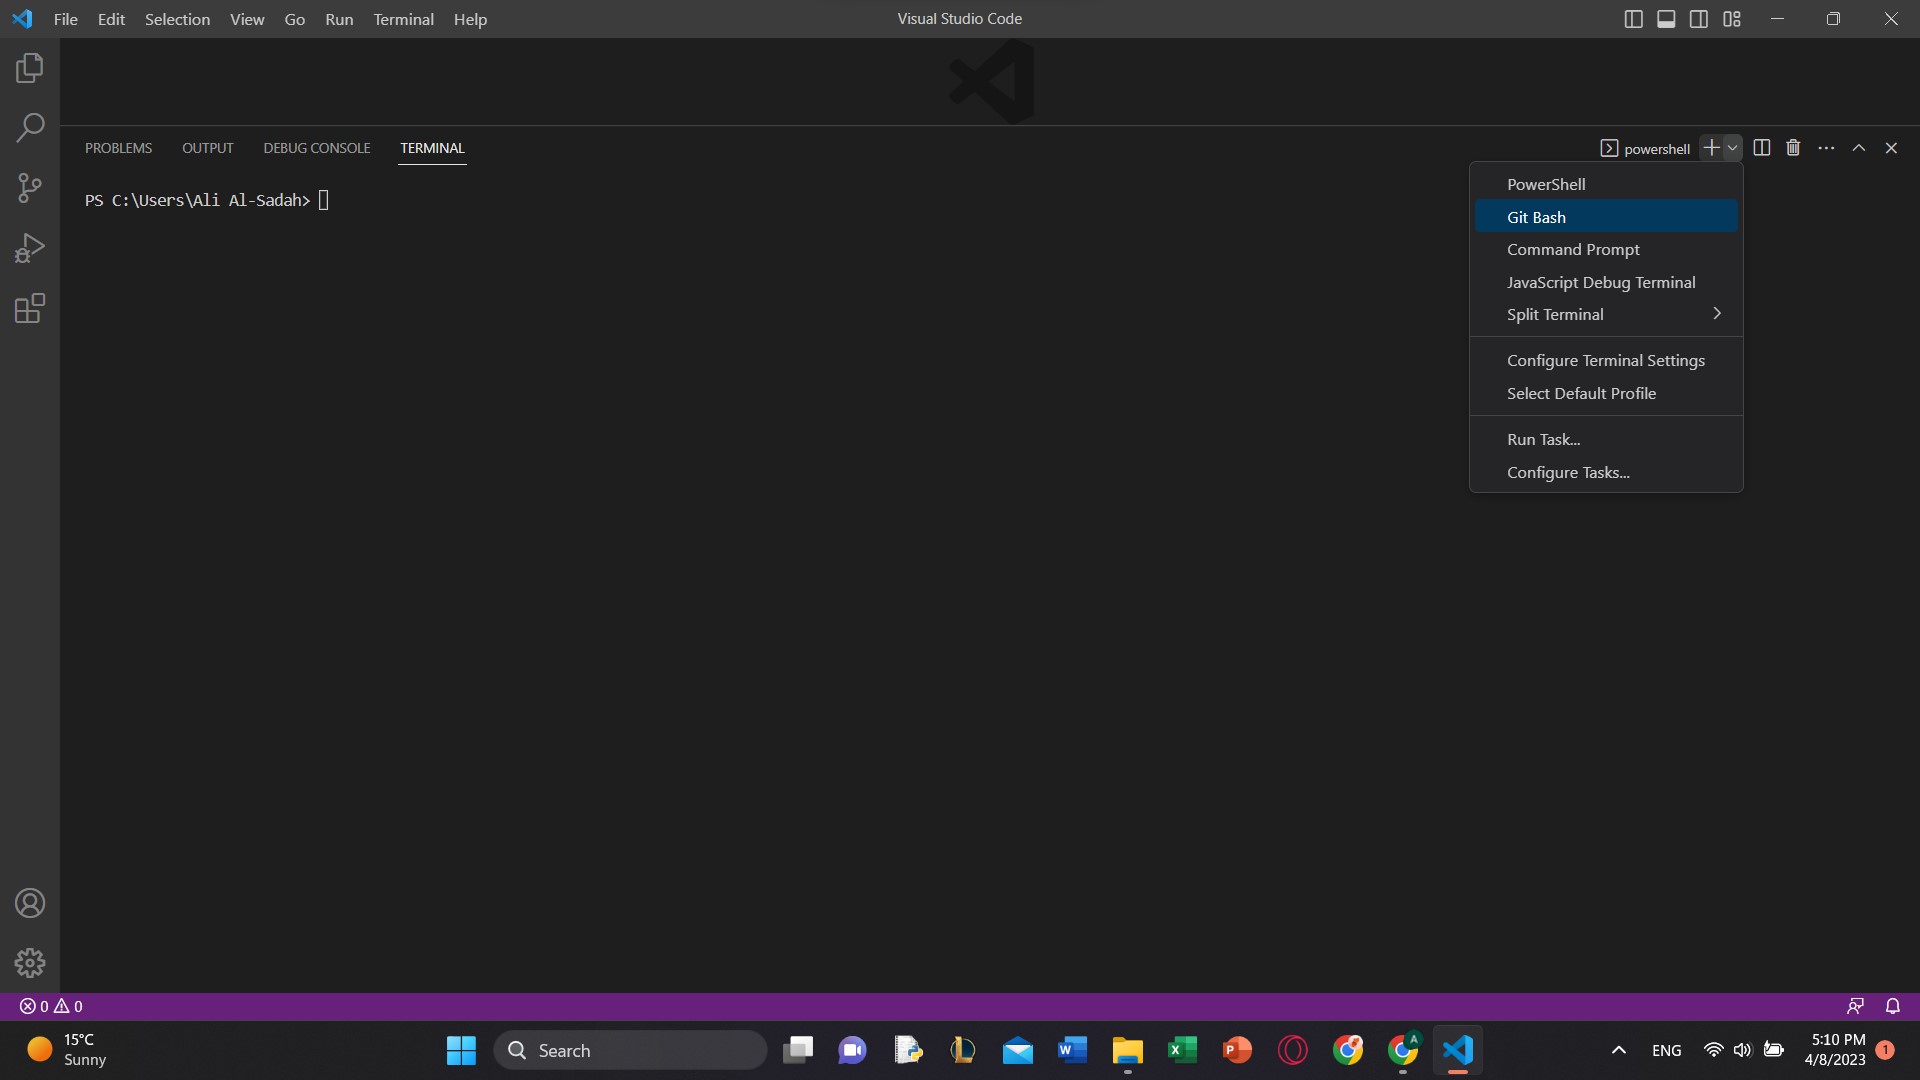 File Edit Selection View Go Run Terminal Help
Visual Studio Code
PROBLEMS OUTPUT DEBUG CONSOLE TERMINAL
powershell
PS C:\Users\Ali Al-Sadah>
PowerShell
Git Bash
Command Prompt
JavaScript Debug Terminal
Split Terminal
Configure Terminal Settings
Select Default Profile
Run Task...
Configure Tasks...
0 0
15°C
Sunny
Search
W
X
P
A
ENG
5:10 PM
4/8/2023
1